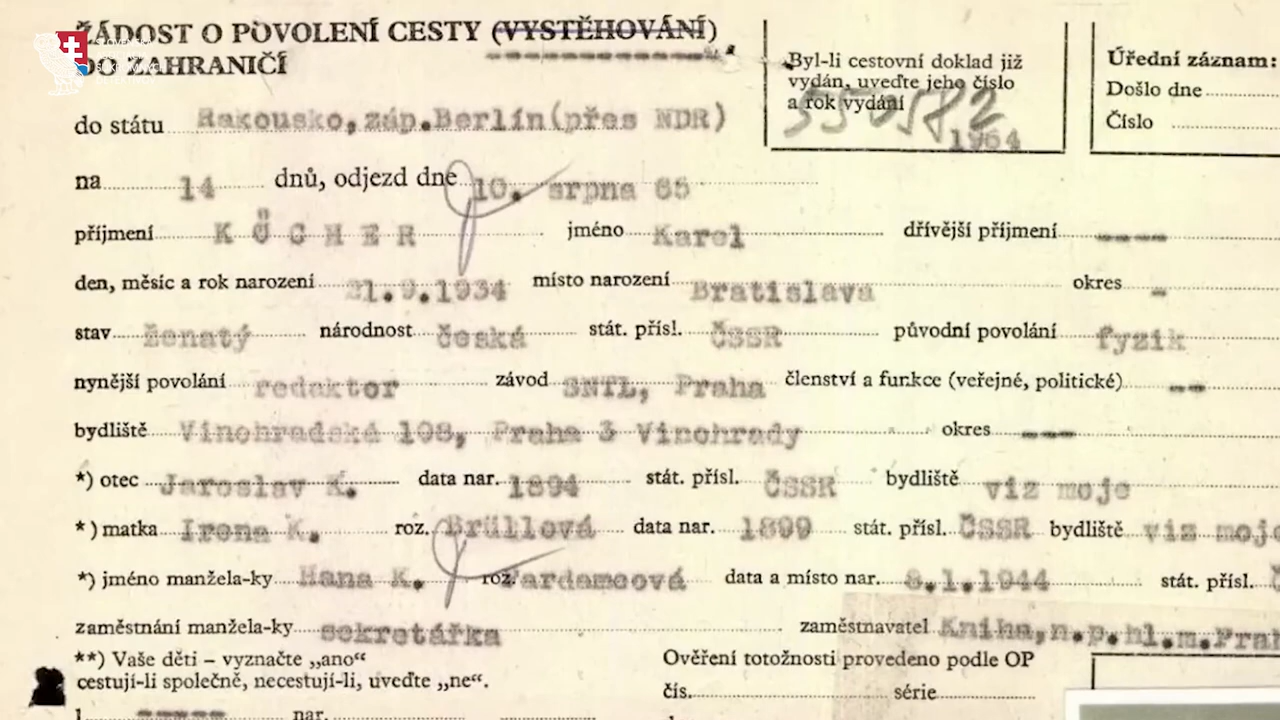 ŽÁDOST O POVOLENÍ CESTY (VYSTĚHOVÁNÍ)
DO ZAHRANIČÍ
do státu Rakousko, záp.Berlín(přes NDR)
Byl-li cestovní doklad již
vydán, uveďte jeho číslo
a rok vydání
1964
Úřední záznam:
Došlo dne
Číslo
na 14 dnů, odjezd dne 10. srpna 65
příjmení KÖCHER jméno Karel dřívější příjmení ----
den, měsíc a rok narození 21.9.1934 místo narození Bratislava okres -
stav ženatý národnost česká stát. přísl. ČSSR původní povolání fyzik
nynější povolání redaktor závod SNTL, Praha členství a funkce (veřejné, politické) --
bydliště Vinohradská 108, Praha 3 Vinohrady okres ---
*) otec Jaroslav K. data nar. 1894 stát. přísl. ČSSR bydliště viz moje
*) matka Irena K. roz. Brüllová data nar. 1899 stát. přísl. ČSSR bydliště viz moje
*) jméno manžela-ky Hana K. roz. Pardamcová data a místo nar. 8.1.1944 stát. přísl.
zaměstnání manžela-ky sekretářka zaměstnavatel Kniha,n.p.hl.m.Prah
**) Vaše děti – vyznačte „ano“
cestují-li společně, necestují-li, uveďte „ne“.
Ověření totožnosti provedeno podle OP
čís. série
1. ----- nar.